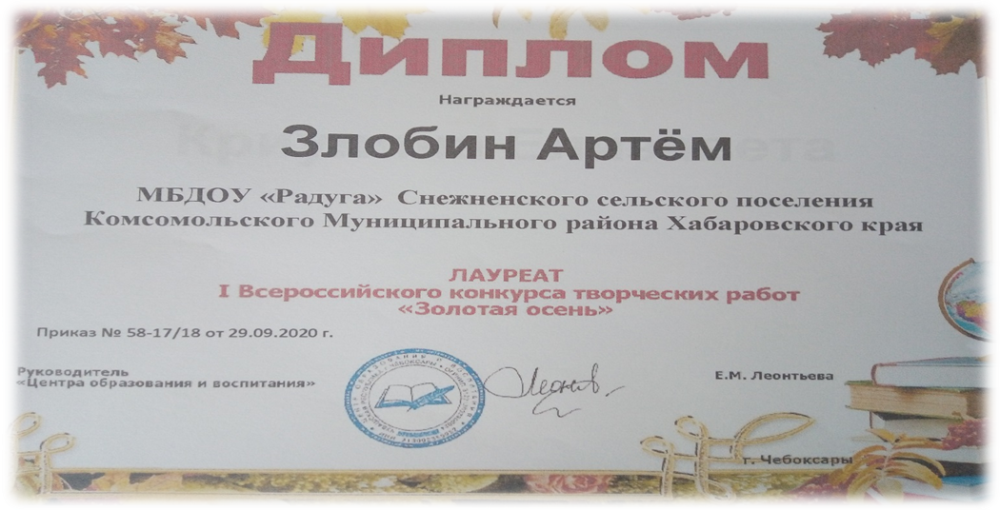 Диплом
Награждается
Злобин Артём
МБДОУ «Радуга» Снежненского сельского поселения
Комсомольского Муниципального района Хабаровского края
ЛАУРЕАТ
I Всероссийского конкурса творческих работ
«Золотая осень»
Приказ № 58-17/18 от 29.09.2020 г.
Руководитель
«Центра образования и воспитания»
Е.М. Леонтьева
г. Чебоксары